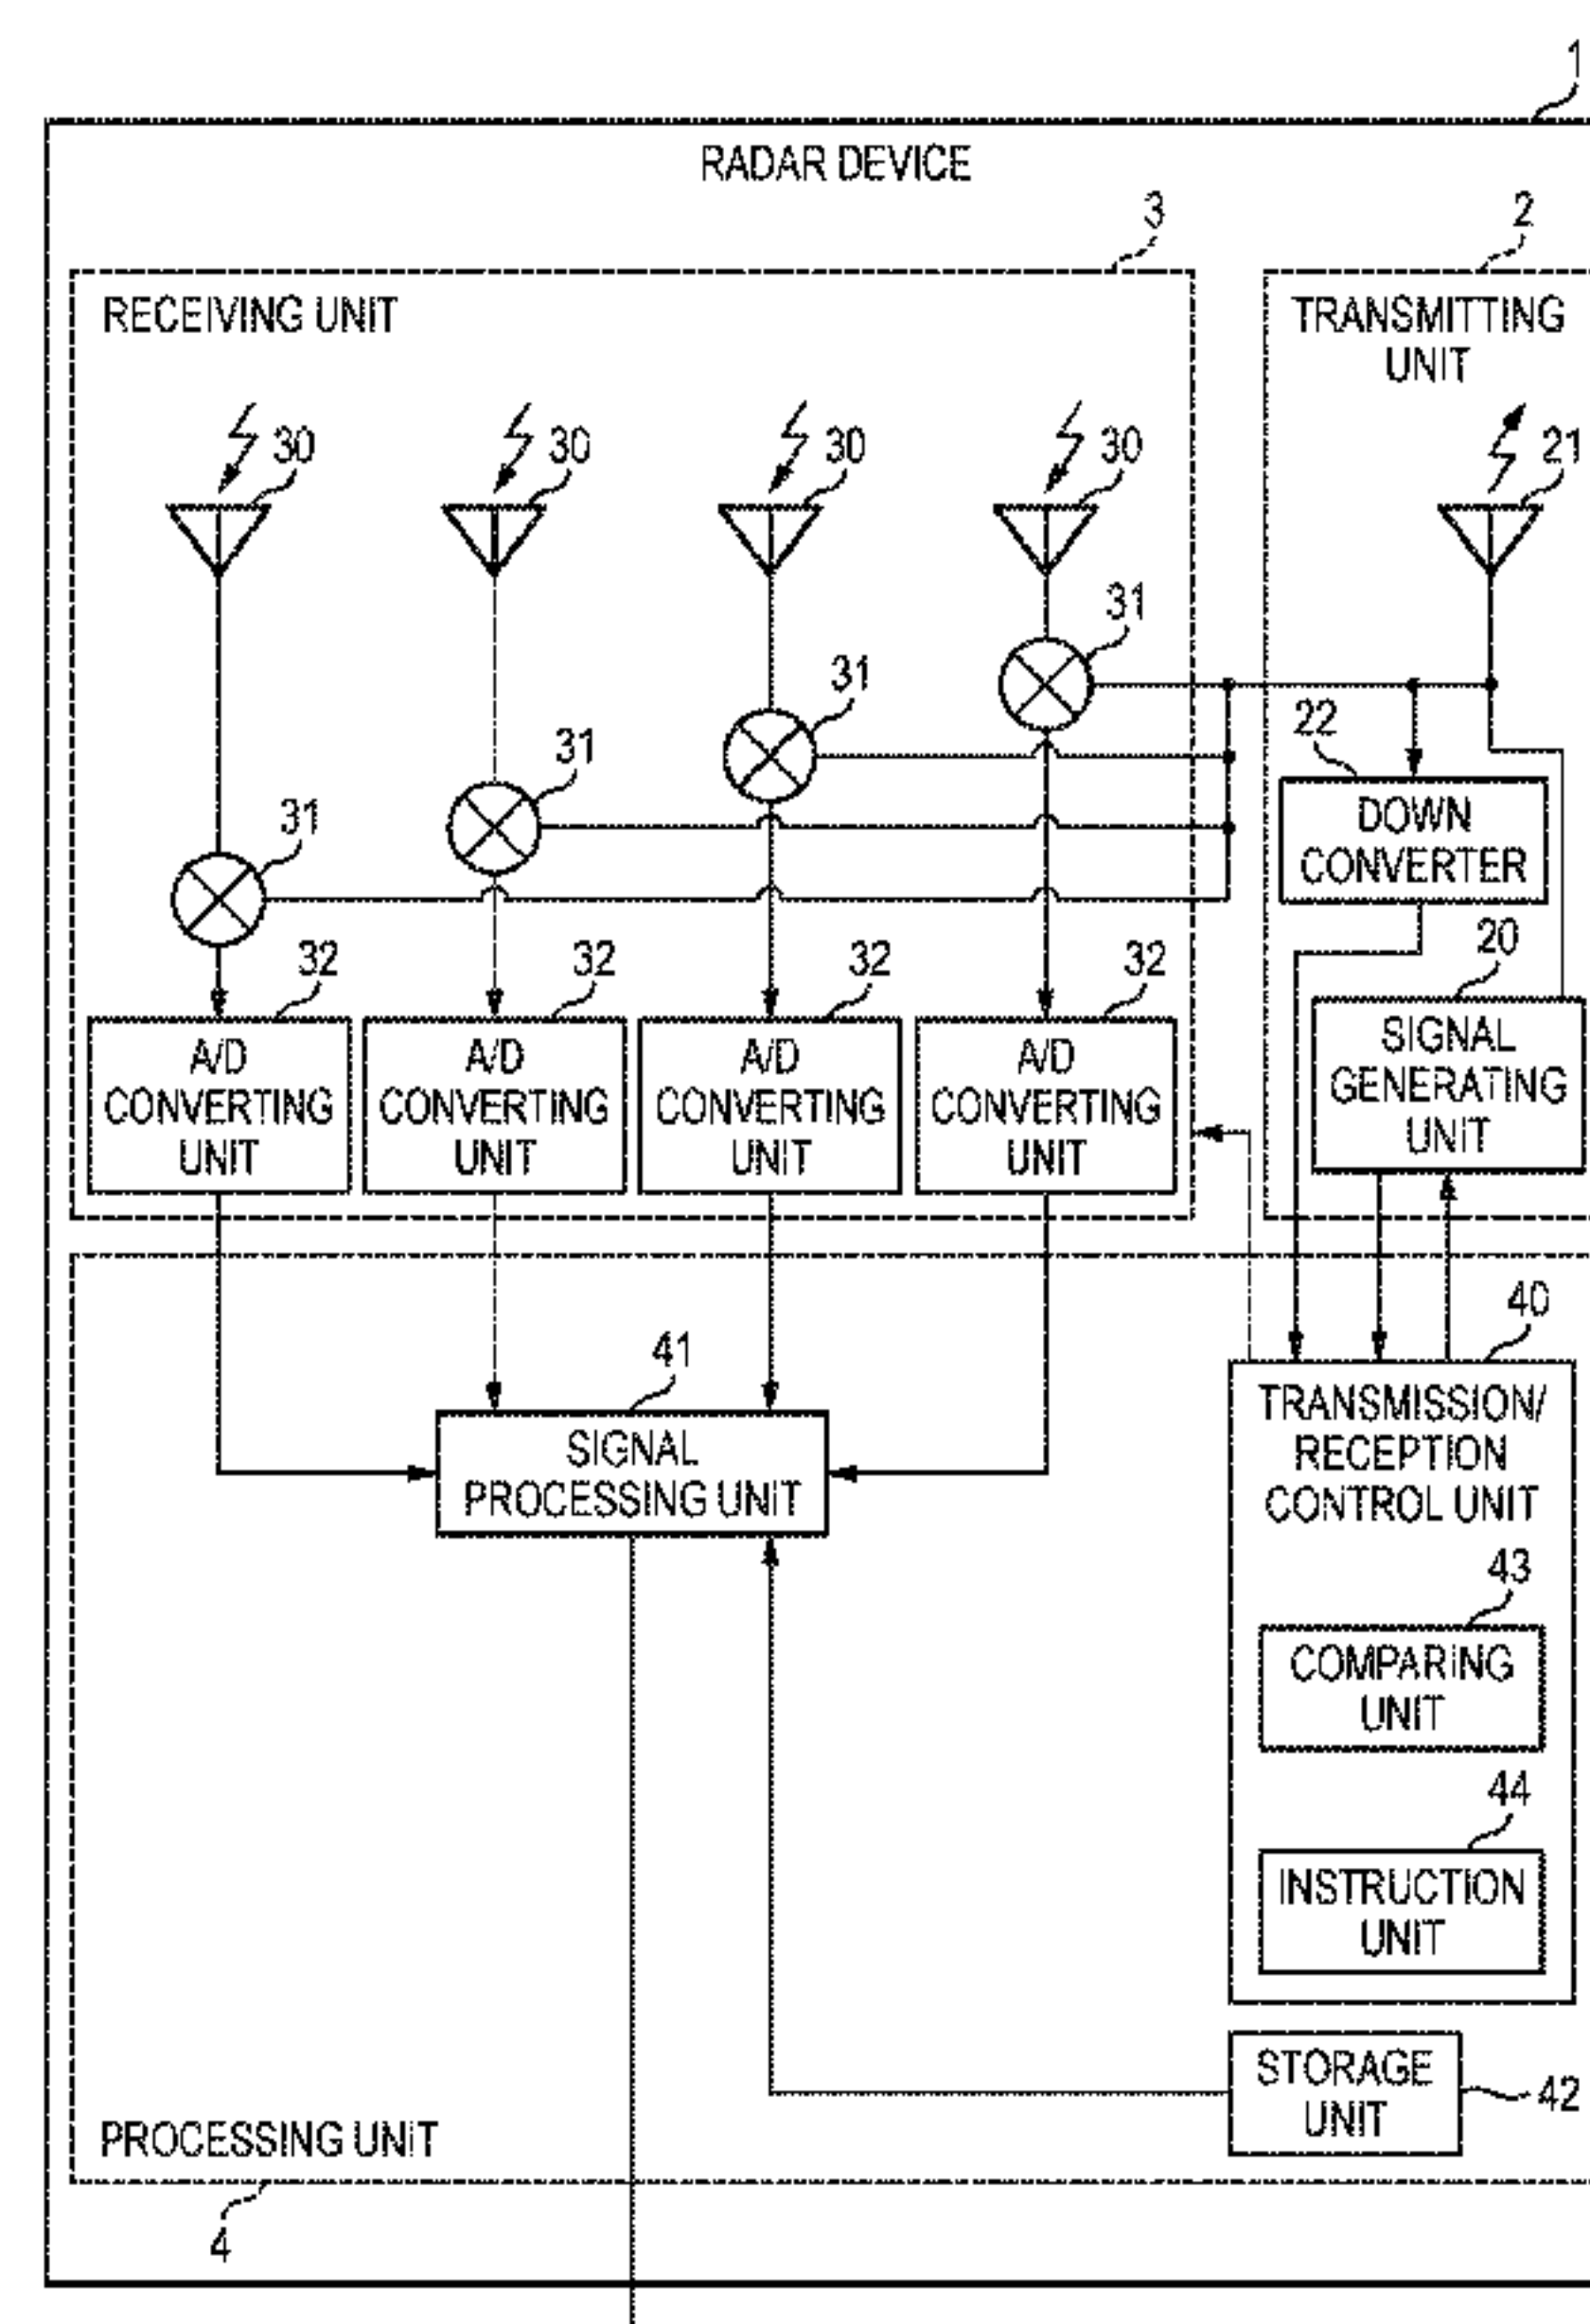 1
RADAR DEVICE
3
2
RECEIVING UNIT
TRANSMITTING
UNIT
30
30
30
30
21
31
31
31
31
22
DOWN
CONVERTER
20
SIGNAL
GENERATING
UNIT
32
32
32
32
A/D
CONVERTING
UNIT
A/D
CONVERTING
UNIT
A/D
CONVERTING
UNIT
A/D
CONVERTING
UNIT
41
SIGNAL
PROCESSING UNIT
40
TRANSMISSION/
RECEPTION
CONTROL UNIT
43
COMPARING
UNIT
44
INSTRUCTION
UNIT
STORAGE
UNIT
42
PROCESSING UNIT
4